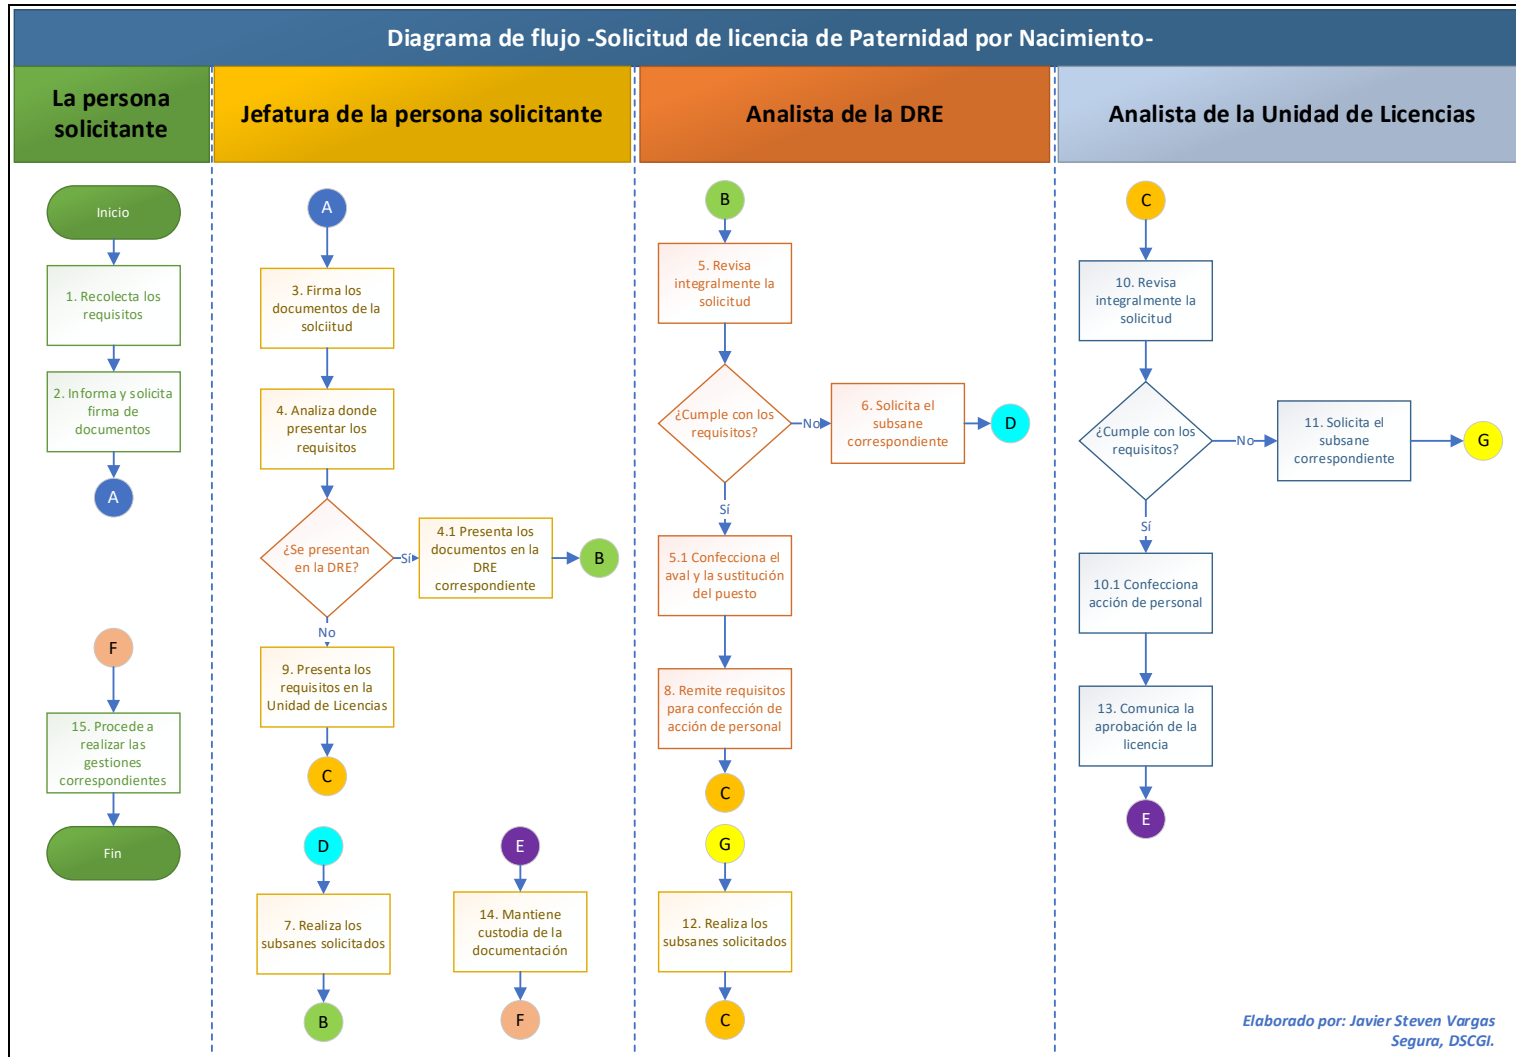 Diagrama de flujo -Solicitud de licencia de Paternidad por Nacimiento-
La persona
solicitante
Jefatura de la persona solicitante
Analista de la DRE
Analista de la Unidad de Licencias
Inicio
1. Recolecta los
requisitos
2. Informa y solicita
firma de
documentos
A
F
15. Procede a
realizar las
gestiones
correspondientes
Fin
A
3. Firma los
documentos de la
solciitud
4. Analiza donde
presentar los
requisitos
¿Se presentan
en la DRE?
Sí
4.1 Presenta los
documentos en la
DRE
correspondiente
B
No
9. Presenta los
requisitos en la
Unidad de Licencias
C
D
7. Realiza los
subsanes solicitados
B
E
14. Mantiene
custodia de la
documentación
F
B
5. Revisa
integralmente la
solicitud
¿Cumple con los
requisitos?
No
6. Solicita el
subsane
correspondiente
D
Sí
5.1 Confecciona el
aval y la sustitución
del puesto
8. Remite requisitos
para confección de
acción de personal
C
G
12. Realiza los
subsanes solicitados
C
C
10. Revisa
integralmente la
solicitud
¿Cumple con los
requisitos?
No
11. Solicita el
subsane
correspondiente
G
Sí
10.1 Confecciona
acción de personal
13. Comunica la
aprobación de la
licencia
E
Elaborado por: Javier Steven Vargas
Segura, DSCGI.